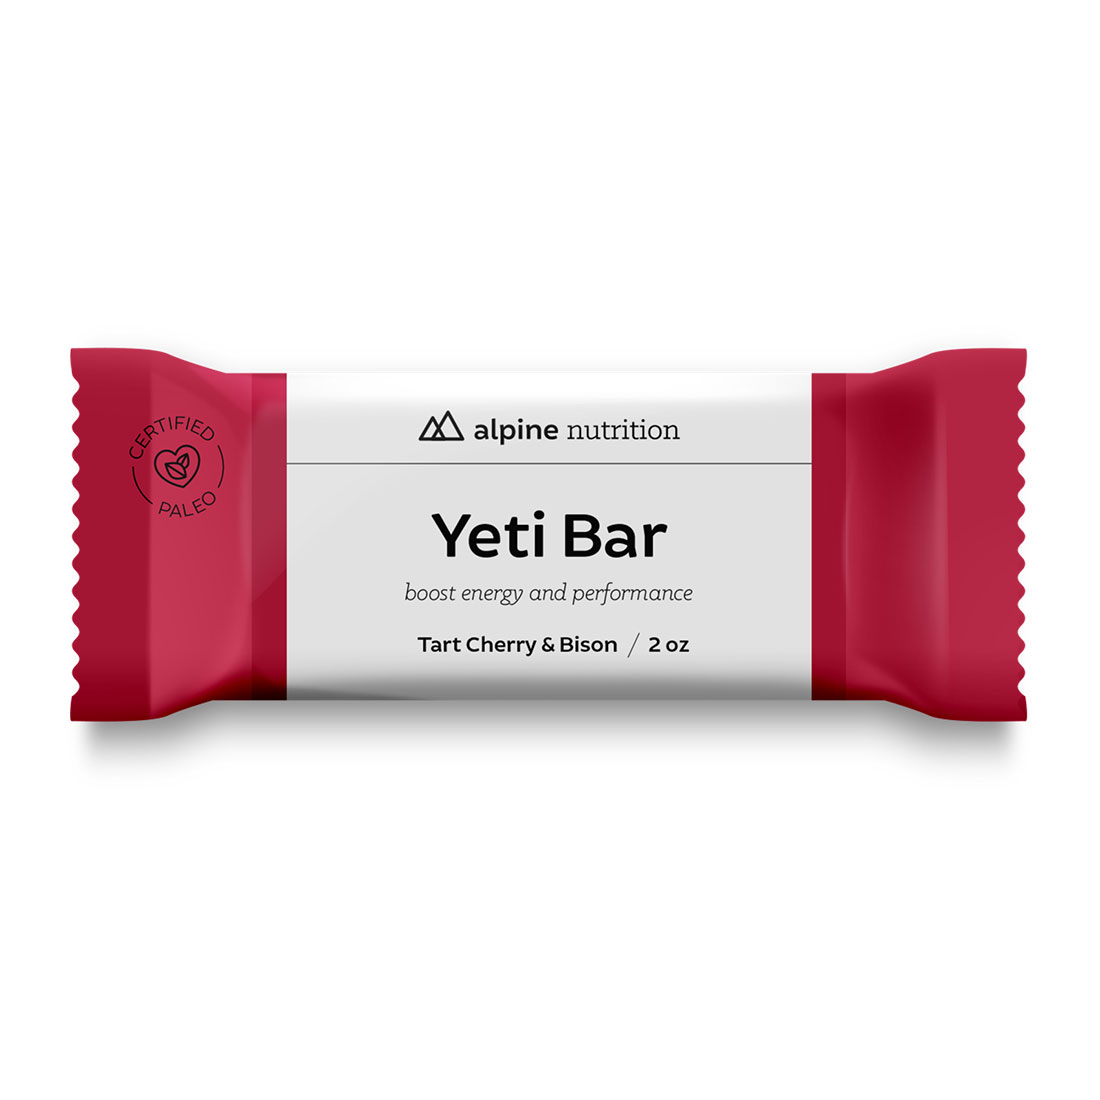 alpine nutrition
Yeti Bar
boost energy and performance
Tart Cherry & Bison / 2 oz
CERTIFIED
PALEO